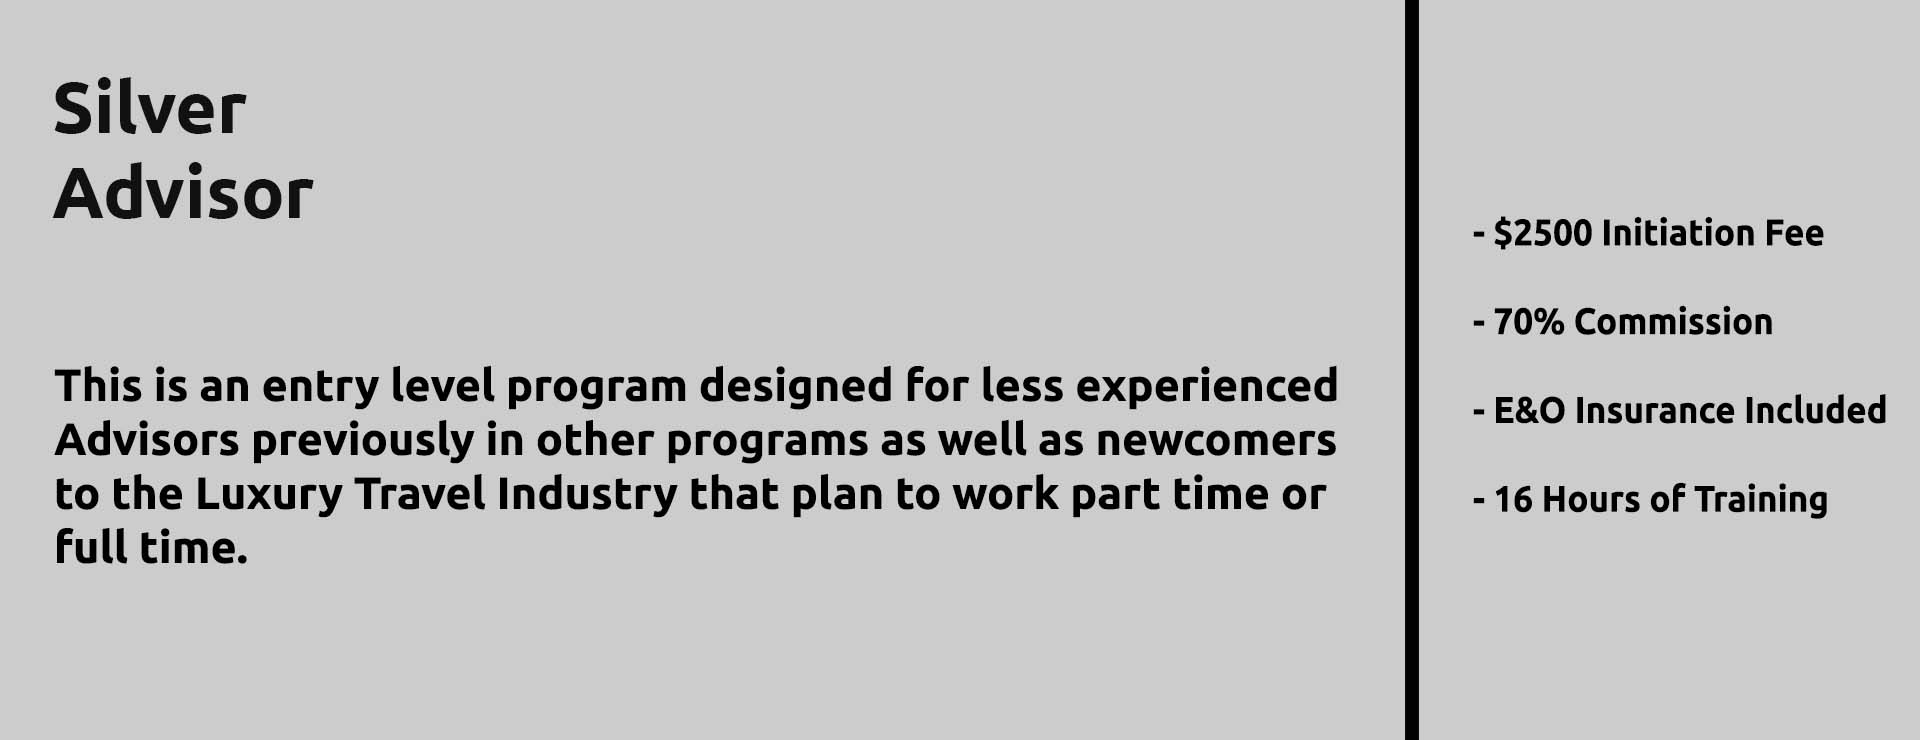 Silver
Advisor
This is an entry level program designed for less experienced
Advisors previously in other programs as well as newcomers
to the Luxury Travel Industry that plan to work part time or
full time.
- $2500 Initiation Fee
- 70% Commission
- E&O Insurance Included
- 16 Hours of Training